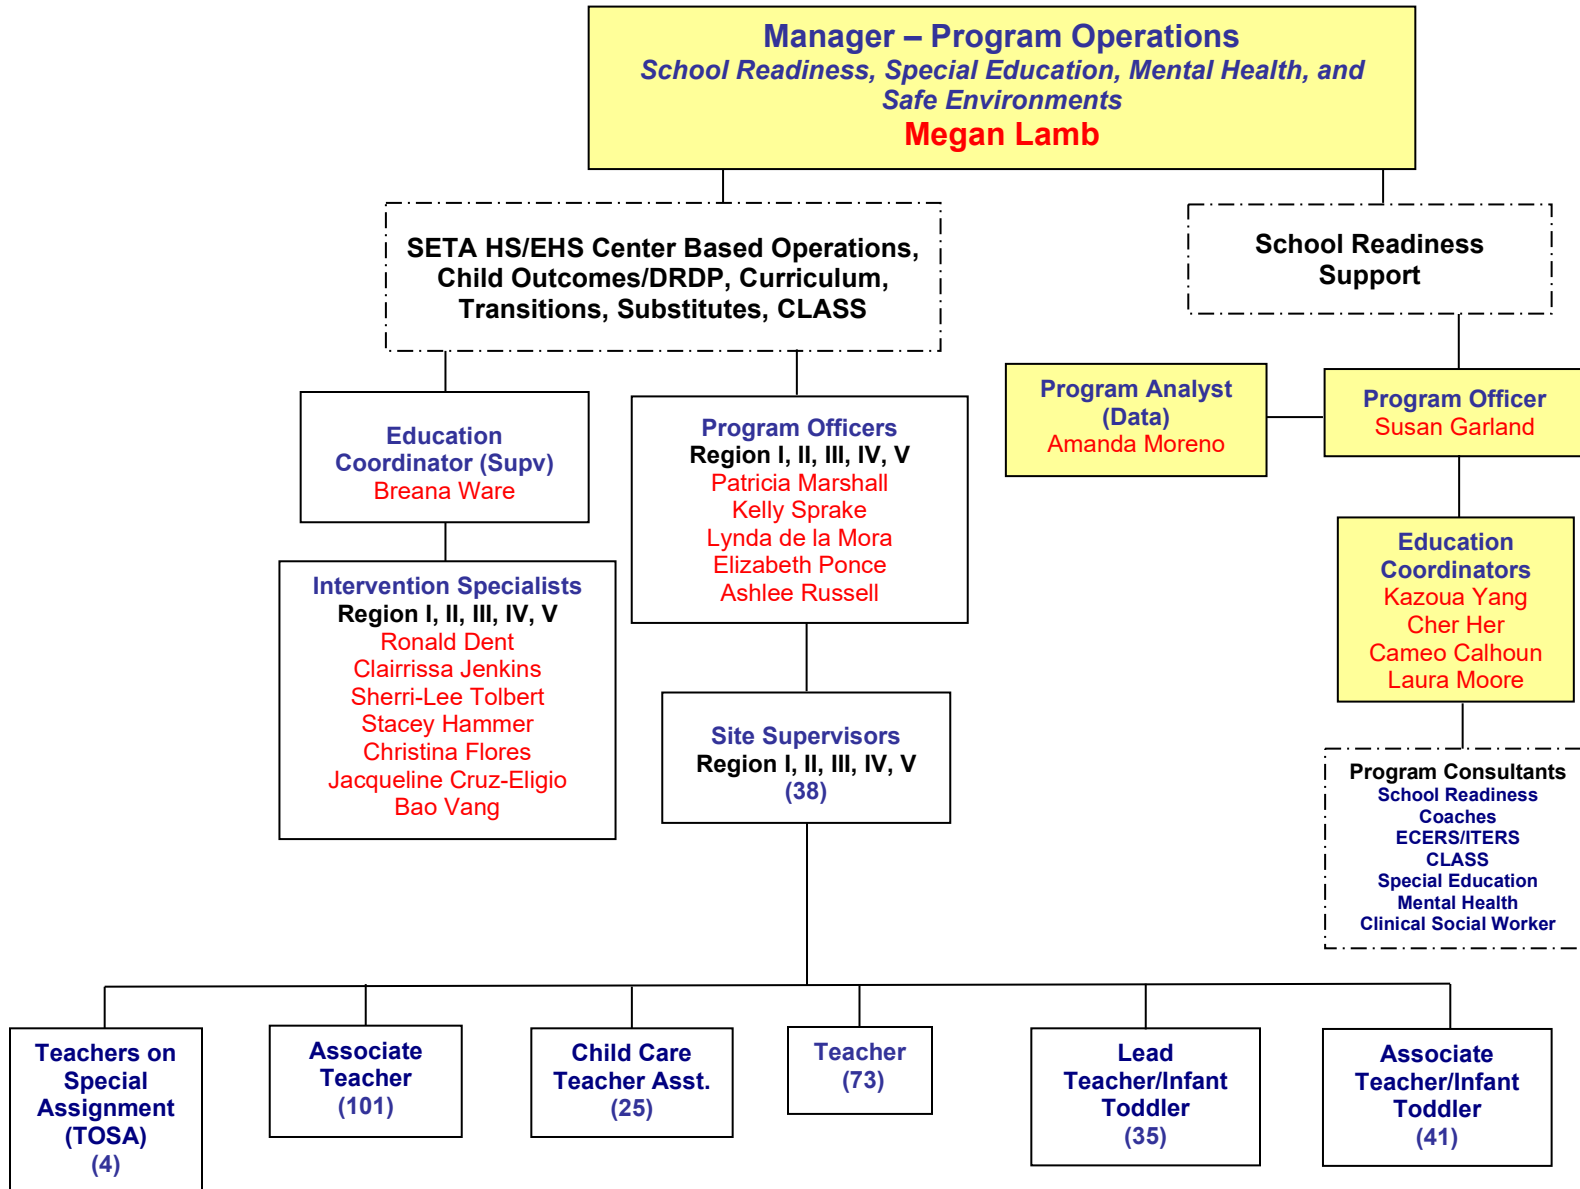 Manager – Program Operations
School Readiness, Special Education, Mental Health, and
Safe Environments
Megan Lamb
SETA HS/EHS Center Based Operations,
Child Outcomes/DRDP, Curriculum,
Transitions, Substitutes, CLASS
School Readiness
Support
Education
Coordinator (Supv)
Breana Ware
Program Officers
Region I, II, III, IV, V
Patricia Marshall
Kelly Sprake
Lynda de la Mora
Elizabeth Ponce
Ashlee Russell
Program Analyst
(Data)
Amanda Moreno
Program Officer
Susan Garland
Intervention Specialists
Region I, II, III, IV, V
Ronald Dent
Clairrissa Jenkins
Sherri-Lee Tolbert
Stacey Hammer
Christina Flores
Jacqueline Cruz-Eligio
Bao Vang
Site Supervisors
Region I, II, III, IV, V
(38)
Education
Coordinators
Kazoua Yang
Cher Her
Cameo Calhoun
Laura Moore
Program Consultants
School Readiness
Coaches
ECERS/ITERS
CLASS
Special Education
Mental Health
Clinical Social Worker
Teachers on
Special
Assignment
(TOSA)
(4)
Associate
Teacher
(101)
Child Care
Teacher Asst.
(25)
Teacher
(73)
Lead
Teacher/Infant
Toddler
(35)
Associate
Teacher/Infant
Toddler
(41)